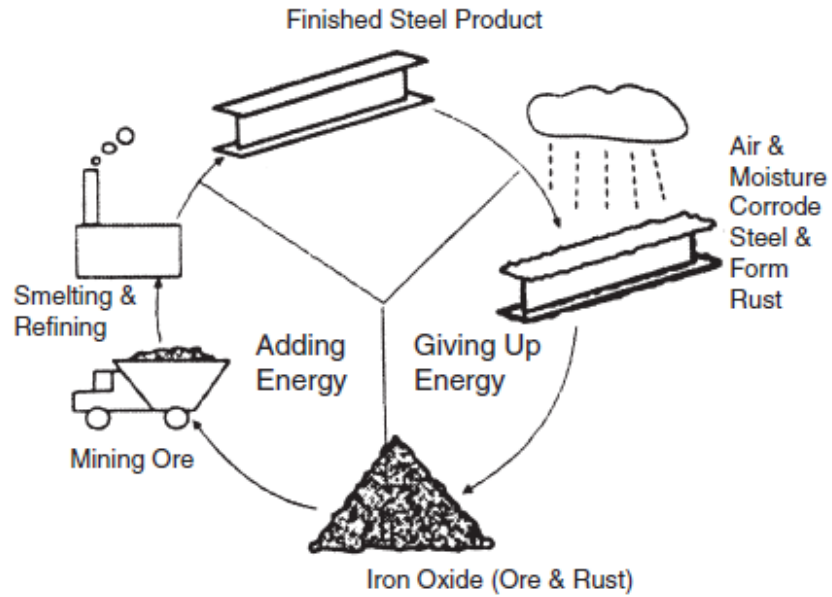 Finished Steel Product
Air &
Moisture
Corrode
Steel &
Form
Rust
Smelting &
Refining
Adding
Energy
Giving Up
Energy
Mining Ore
Iron Oxide (Ore & Rust)